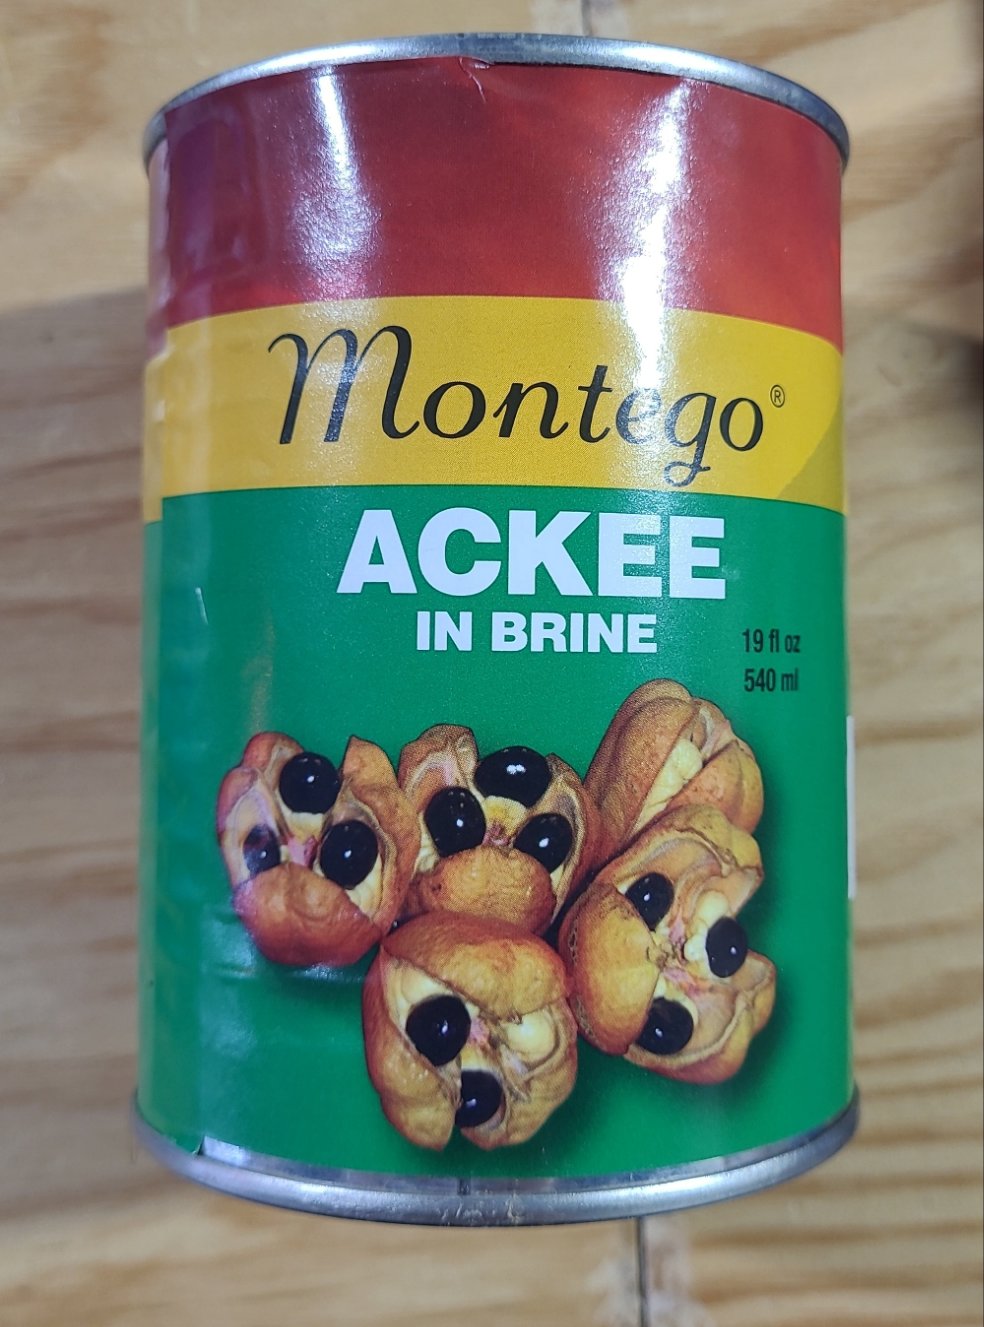 Montego®
ACKEE
IN BRINE
19 fl oz
540 ml